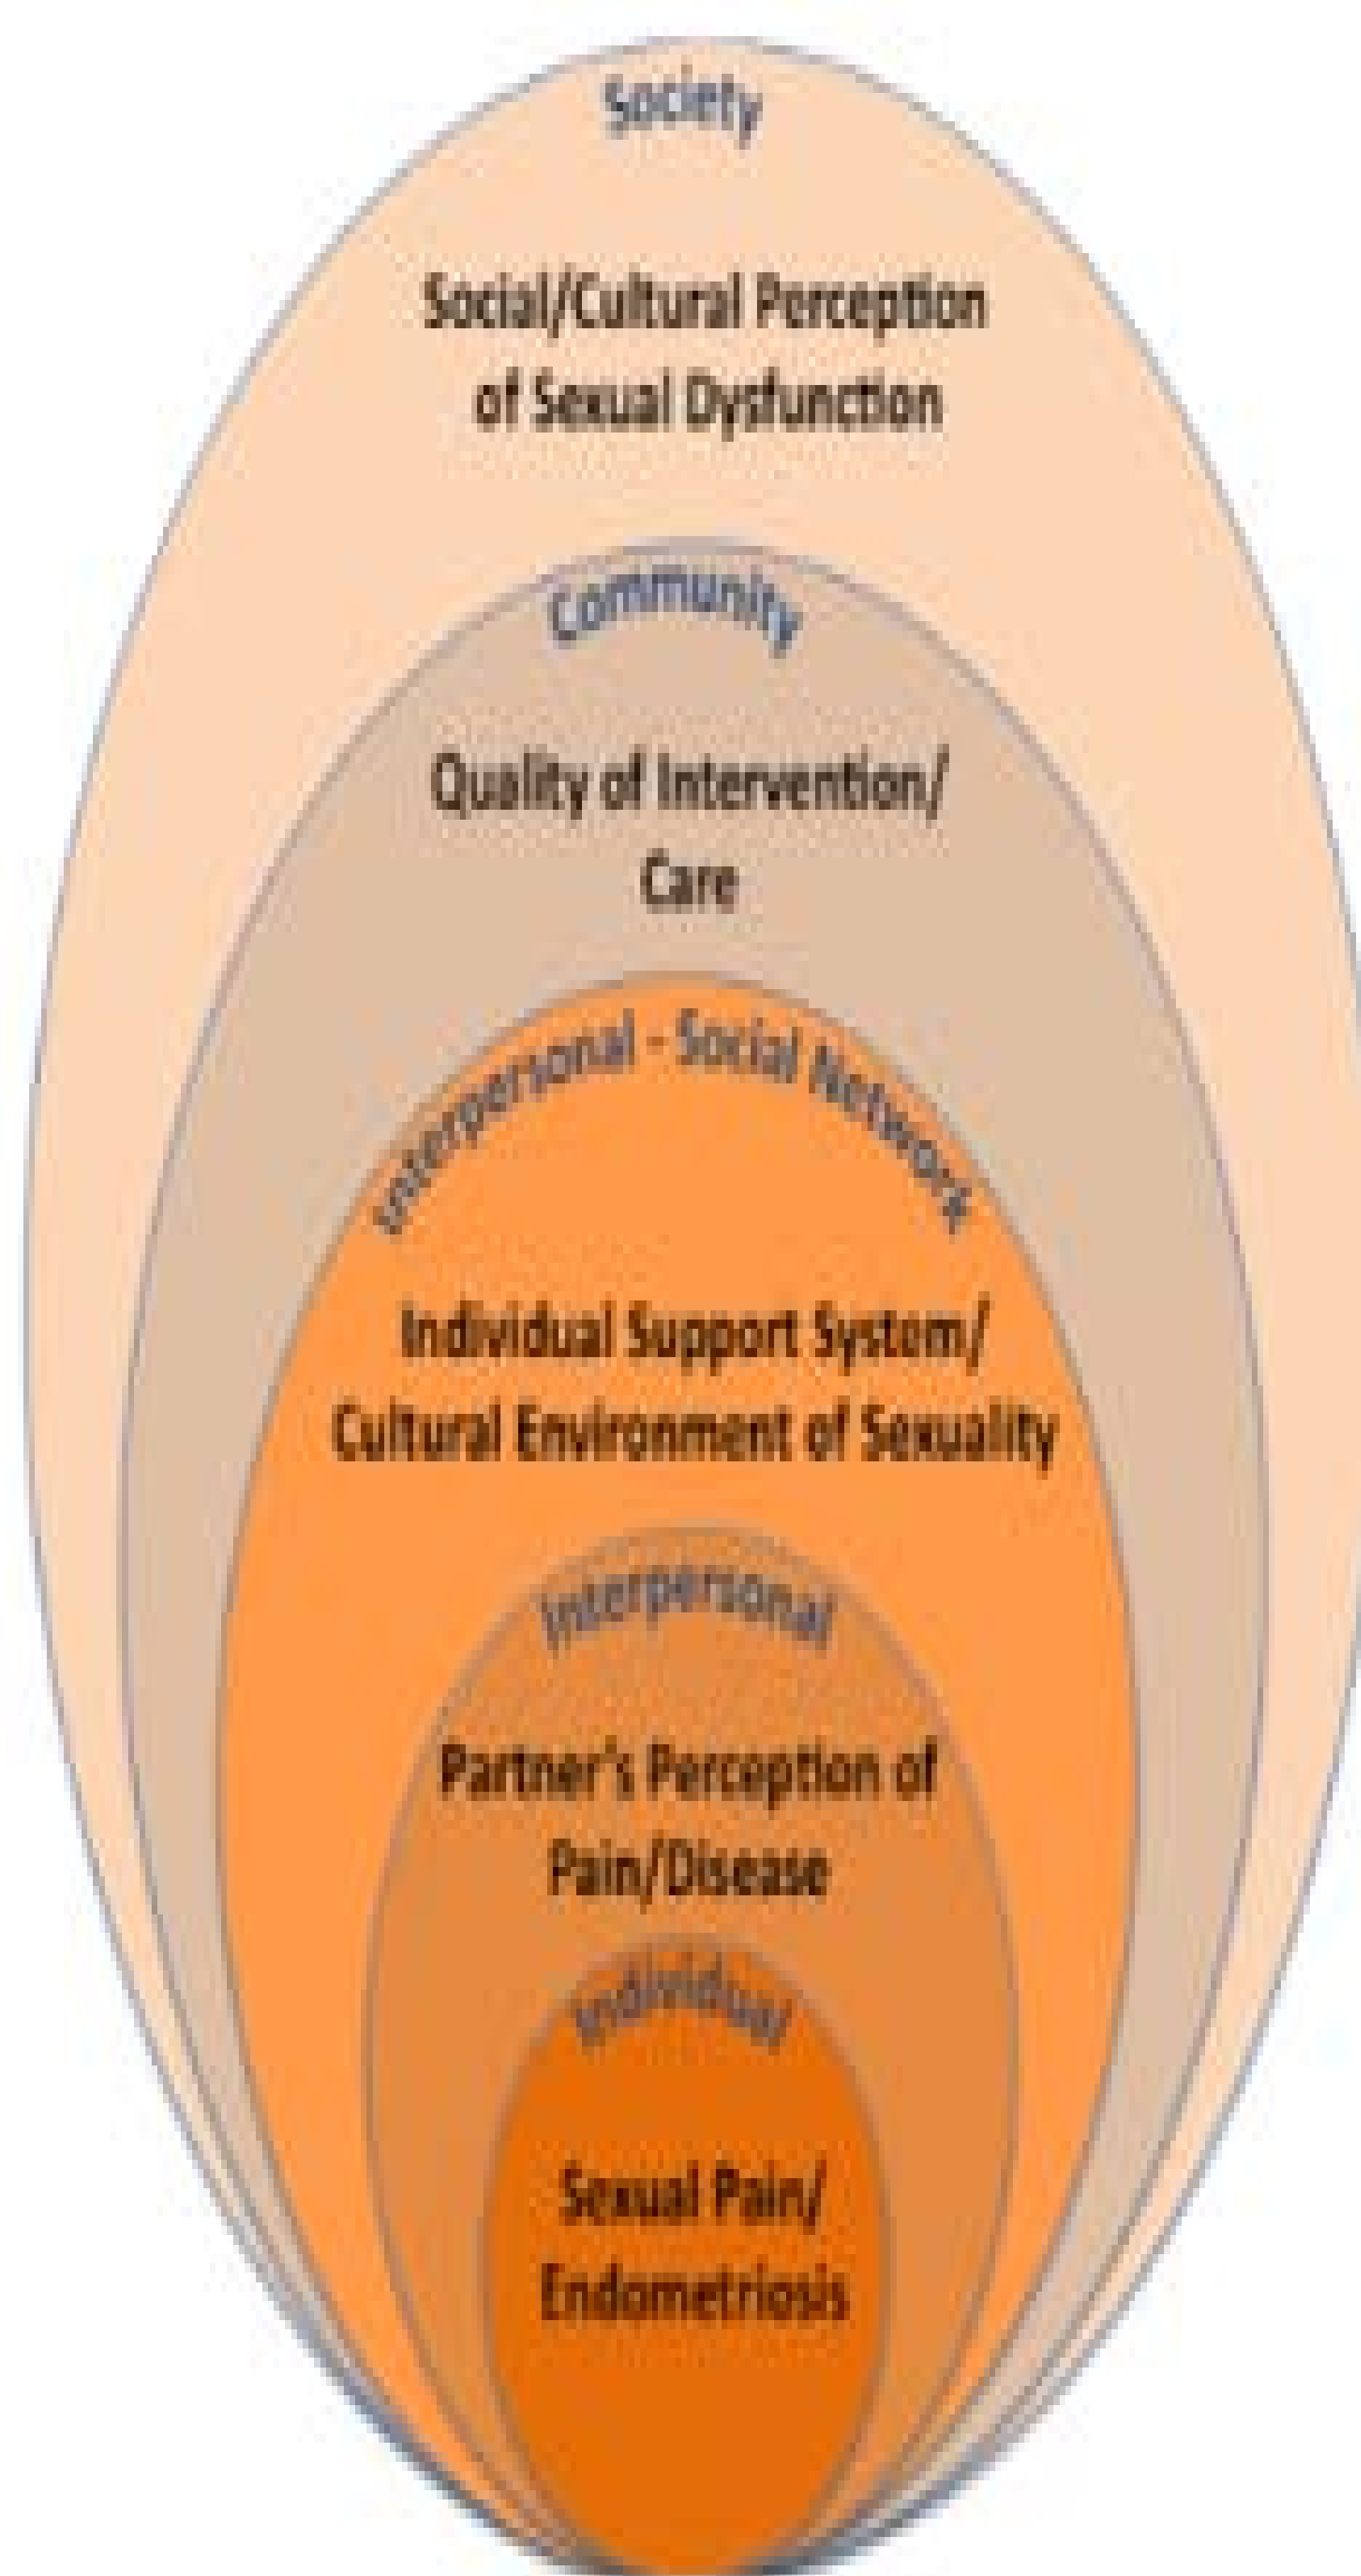 Society
Social/Cultural Perception
of Sexual Dysfunction
Community
Quality of Intervention/
Care
Interpersonal - Social Network
Individual Support System/
Cultural Environment of Sexuality
Interpersonal
Partner's Perception of
Pain/Disease
Individual
Sexual Pain/
Endometriosis